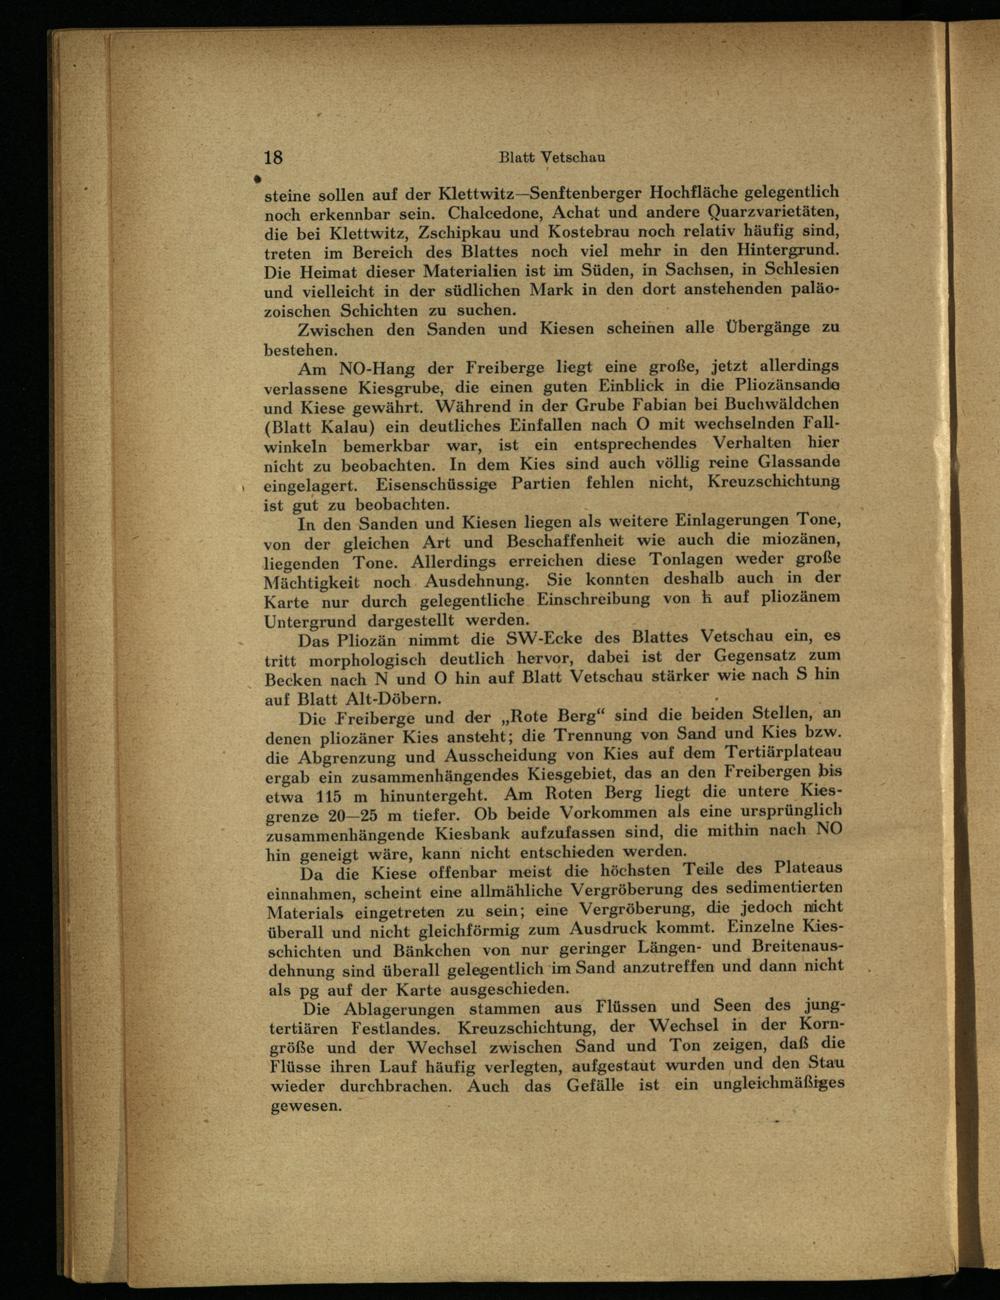 18
Blatt Vetschau
steine sollen auf der Klettwitz—Senftenberger Hochfläche gelegentlich
noch erkennbar sein. Chalcedone, Achat und andere Quarzvarietäten,
die bei Klettwitz, Zschipkau und Kostebrau noch relativ häufig sind,
treten im Bereich des Blattes noch viel mehr in den Hintergrund.
Die Heimat dieser Materialien ist im Süden, in Sachsen, in Schlesien
und vielleicht in der südlichen Mark in den dort anstehenden paläo-
zoischen Schichten zu suchen.
Zwischen den Sanden und Kiesen scheinen alle Übergänge zu
bestehen.
Am NO-Hang der Freiberge liegt eine große, jetzt allerdings
verlassene Kiesgrube, die einen guten Einblick in die Pliozänsande
und Kiese gewährt. Während in der Grube Fabian bei Buchwäldchen
(Blatt Kalau) ein deutliches Einfallen nach O mit wechselnden Fall-
winkeln bemerkbar war, ist ein entsprechendes Verhalten hier
nicht zu beobachten. In dem Kies sind auch völlig reine Glassande
eingelagert. Eisenschüssige Partien fehlen nicht, Kreuzschichtung
ist gut zu beobachten.
In den Sanden und Kiesen liegen als weitere Einlagerungen Tone,
von der gleichen Art und Beschaffenheit wie auch die miozänen,
liegenden Tone. Allerdings erreichen diese Tonlagen weder große
Mächtigkeit noch Ausdehnung. Sie konnten deshalb auch in der
Karte nur durch gelegentliche Einschreibung von ħ auf pliozänem
Untergrund dargestellt werden.
Das Pliozän nimmt die SW-Ecke des Blattes Vetschau ein, es
tritt morphologisch deutlich hervor, dabei ist der Gegensatz zum
Becken nach N und O hin auf Blatt Vetschau stärker wie nach S hin
auf Blatt Alt-Döbern.
Die Freiberge und der „Rote Berg“ sind die beiden Stellen, an
denen pliozäner Kies ansteht; die Trennung von Sand und Kies bzw.
die Abgrenzung und Ausscheidung von Kies auf dem Tertiärplateau
ergab ein zusammenhängendes Kiesgebiet, das an den Freibergen bis
etwa 115 m hinuntergeht. Am Roten Berg liegt die untere Kies-
grenze 20—25 m tiefer. Ob beide Vorkommen als eine ursprünglich
zusammenhängende Kiesbank aufzufassen sind, die mithin nach NO
hin geneigt wäre, kann nicht entschieden werden.
Da die Kiese offenbar meist die höchsten Teile des Plateaus
einnahmen, scheint eine allmähliche Vergröberung des sedimentierten
Materials eingetreten zu sein; eine Vergröberung, die jedoch nicht
überall und nicht gleichförmig zum Ausdruck kommt. Einzelne Kies-
schichten und Bänkchen von nur geringer Längen- und Breitenaus-
dehnung sind überall gelegentlich im Sand anzutreffen und dann nicht
als pg auf der Karte ausgeschieden.
Die Ablagerungen stammen aus Flüssen und Seen des jung-
tertiären Festlandes. Kreuzschichtung, der Wechsel in der Korn-
größe und der Wechsel zwischen Sand und Ton zeigen, daß die
Flüsse ihren Lauf häufig verlegten, aufgestaut wurden und den Stau
wieder durchbrachen. Auch das Gefälle ist ein ungleichmäßiges
gewesen.